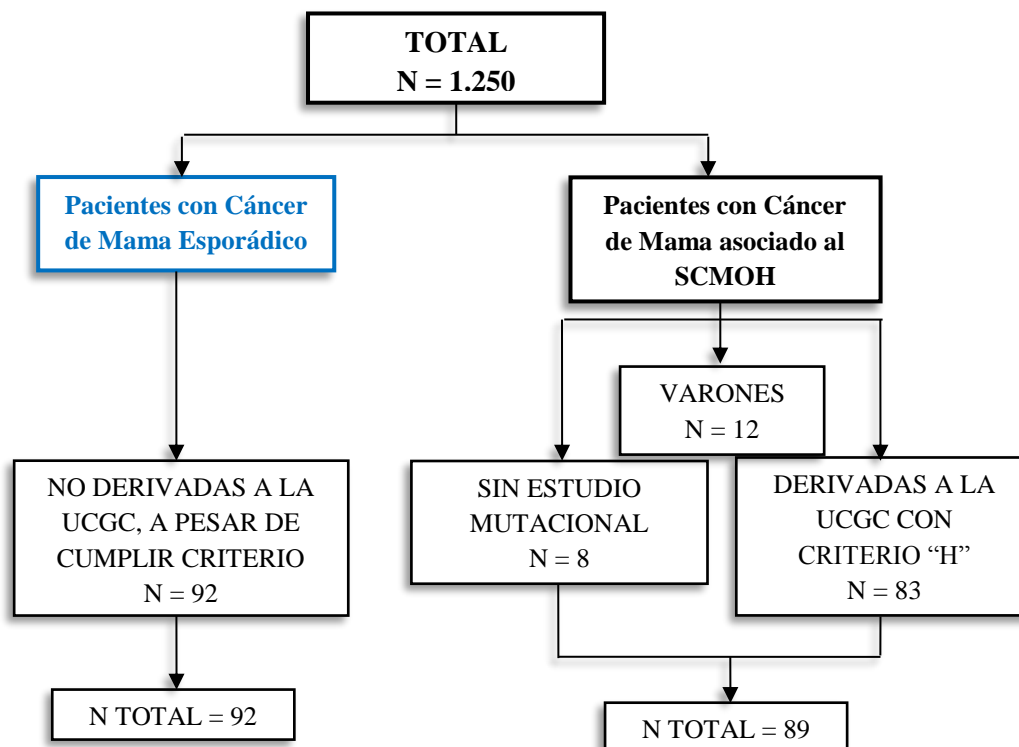 TOTAL
N = 1.250
Pacientes con Cáncer
de Mama Esporádico
Pacientes con Cáncer
de Mama asociado al
SCMOH
VARONES
N = 12
NO DERIVADAS A LA
UCGC, A PESAR DE
CUMPLIR CRITERIO
N = 92
SIN ESTUDIO
MUTACIONAL
N = 8
DERIVADAS A LA
UCGC CON
CRITERIO “H”
N = 83
N TOTAL = 92
N TOTAL = 89